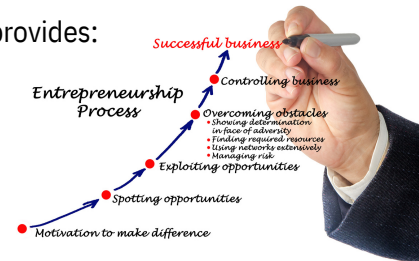 provides:
Successful business
Controlling business
Entrepreneurship
Process
Overcoming obstacles
• Showing determination
in face of adversity
• Finding required resources
• Using networks extensively
• Managing risk
Exploiting opportunities
Spotting opportunities
Motivation to make difference